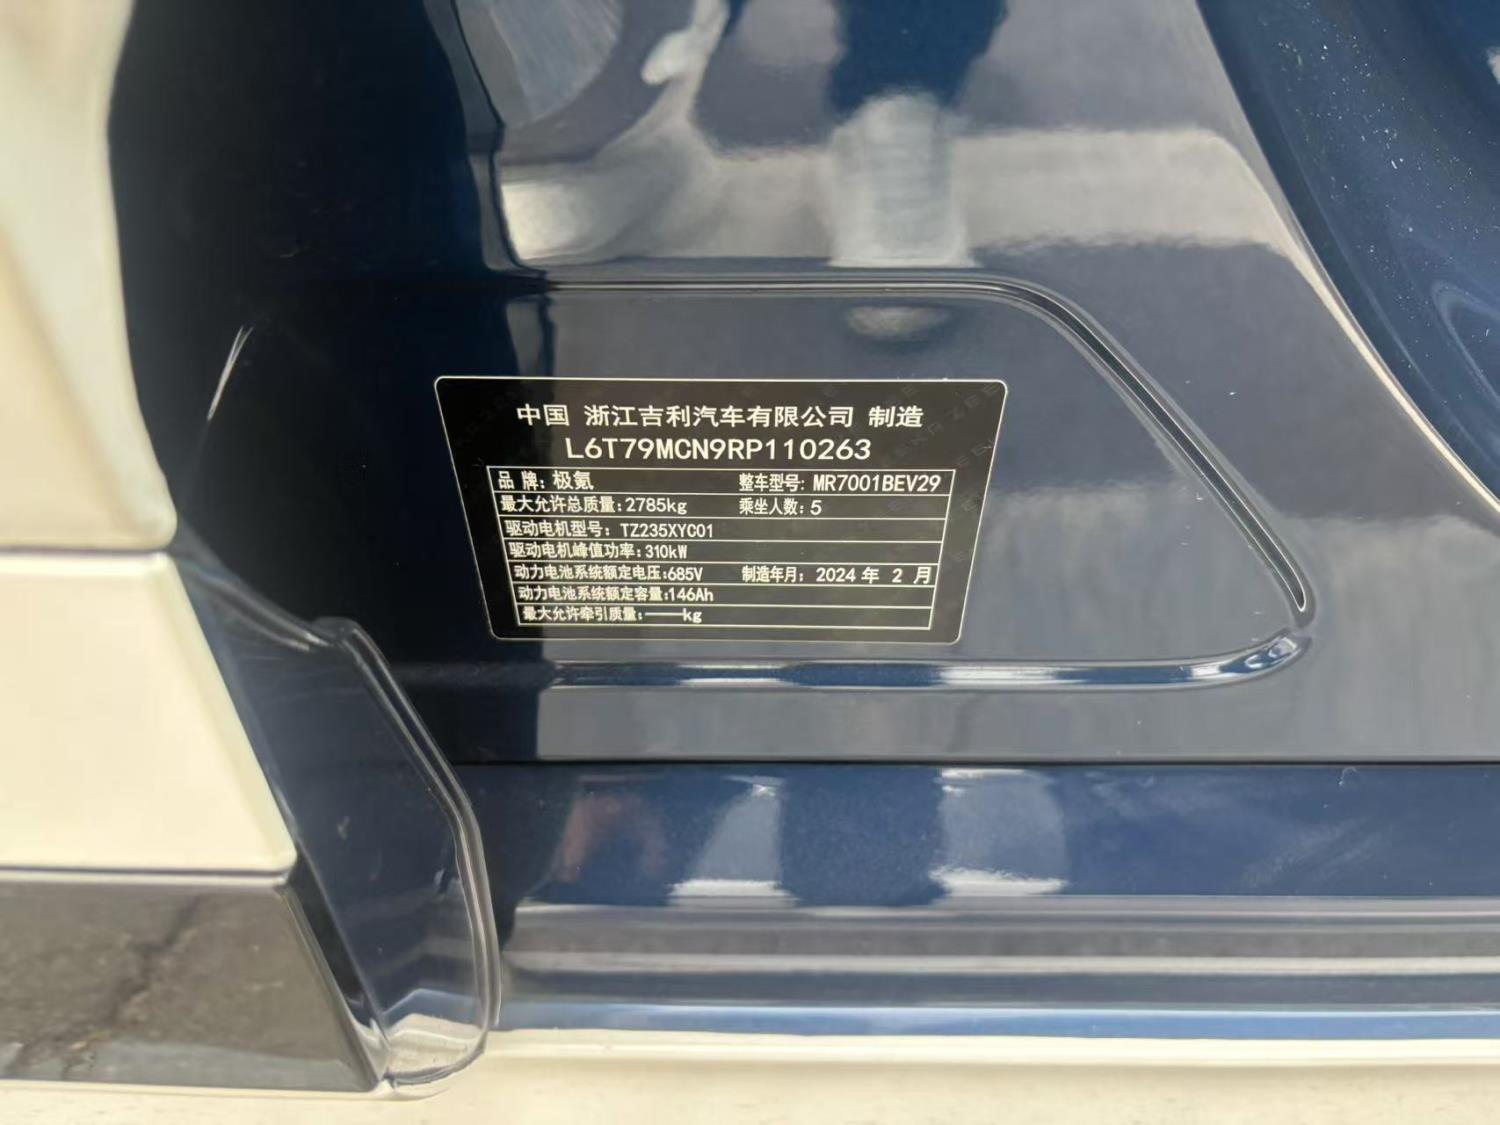 中国 浙江吉利汽车有限公司 制造
L6T79MCN9RP110263
品 牌: 极氪 整车型号: MR7001BEV29
最大允许总质量: 2785kg 乘坐人数: 5
驱动电机型号: TZ235XYC01
驱动电机峰值功率: 310kW
动力电池系统额定电压: 685V 制造年月: 2024 年 2 月
动力电池系统额定容量: 146Ah
最大允许牵引质量: ——kg